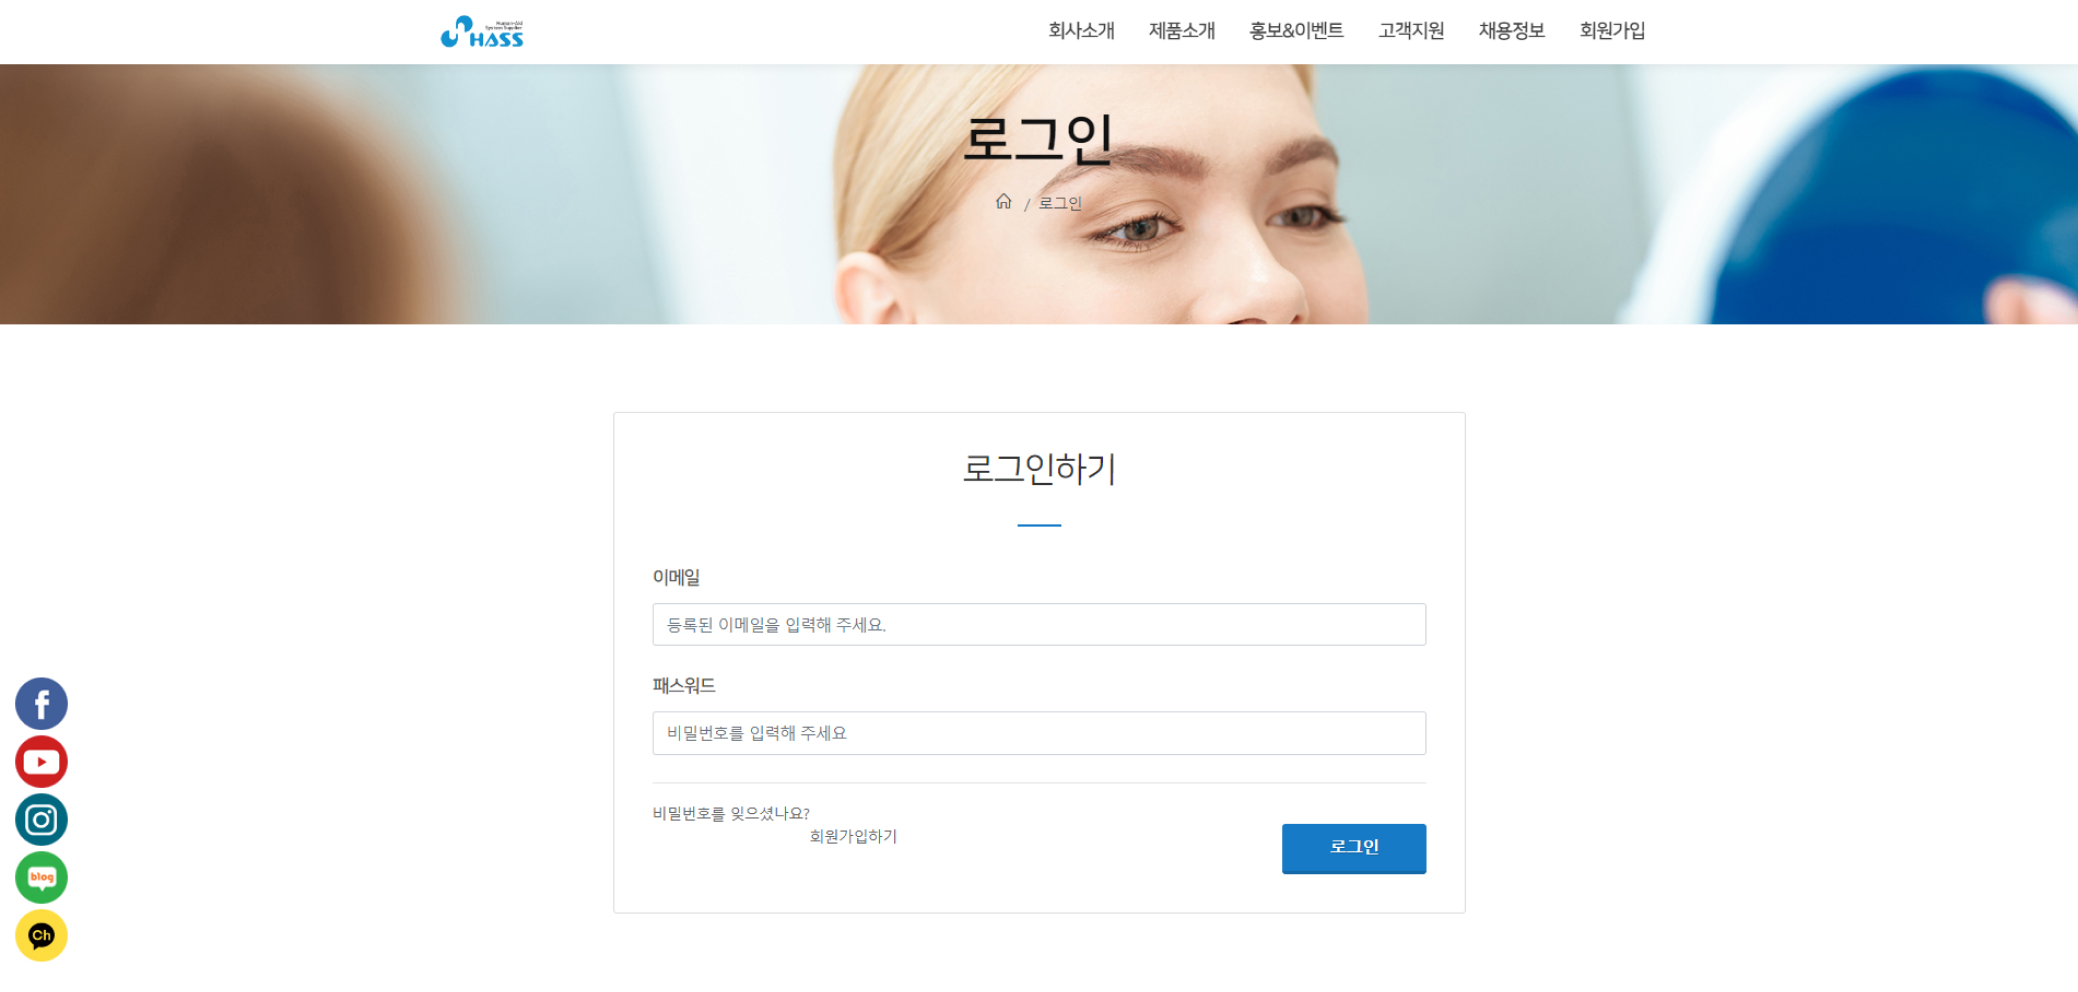 Human-Aid
System Supplier
HASS
회사소개 제품소개 홍보&이벤트 고객지원 채용정보 회원가입
로그인
/ 로그인
로그인하기
이메일
등록된 이메일을 입력해 주세요.
패스워드
비밀번호를 입력해 주세요
비밀번호를 잊으셨나요?
회원가입하기
로그인
f
blog
Ch